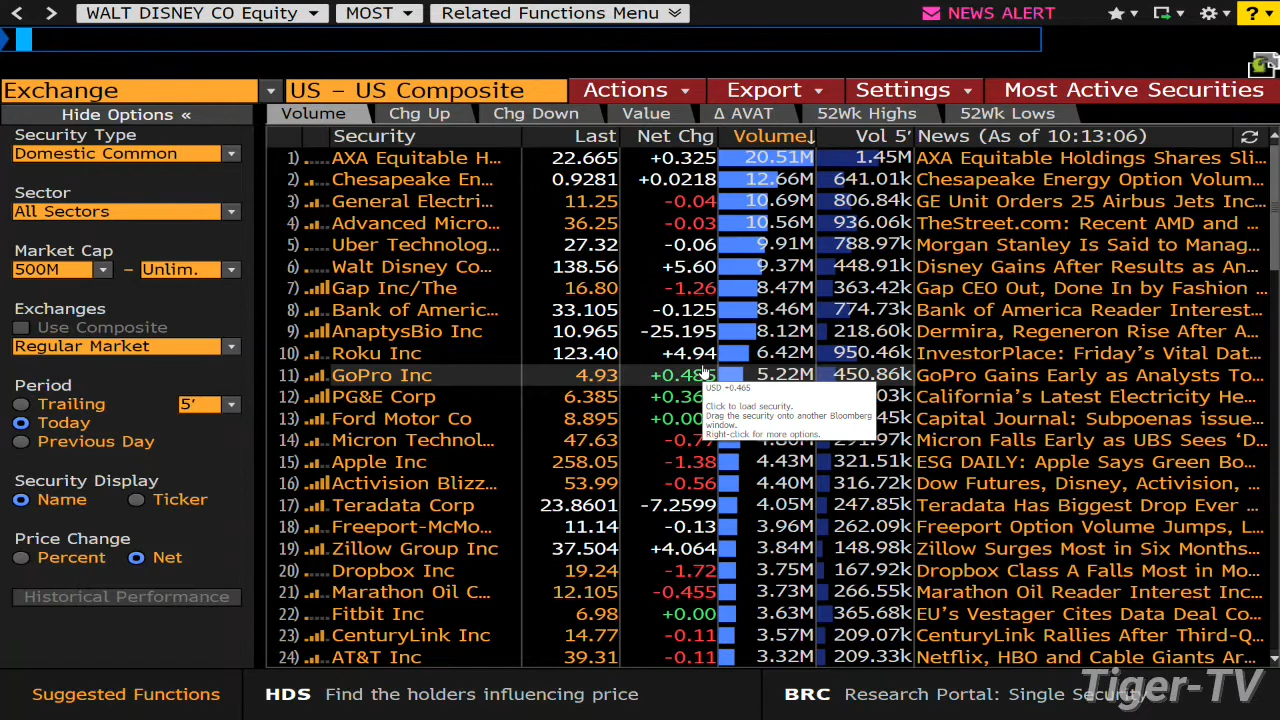 WALT DISNEY CO Equity MOST Related Functions Menu NEWS ALERT ?
Exchange US - US Composite Actions Export Settings Most Active Securities
Hide Options « Volume Chg Up Chg Down Value Δ AVAT 52Wk Highs 52Wk Lows
Security Type
Domestic Common
Sector
All Sectors
Market Cap
500M - Unlim.
Exchanges
Use Composite
Regular Market
Period
Trailing 5'
Today
Previous Day
Security Display
Name Ticker
Price Change
Percent Net
Historical Performance
Security Last Net Chg Volume↓ Vol 5' News (As of 10:13:06)
1) AXA Equitable H... 22.665 +0.325 20.51M 1.45M AXA Equitable Holdings Shares Sli...
2) Chesapeake En... 0.9281 +0.0218 12.66M 641.01k Chesapeake Energy Option Volum...
3) General Electri... 11.25 -0.04 10.69M 806.84k GE Unit Orders 25 Airbus Jets Inc...
4) Advanced Micro... 36.25 -0.03 10.56M 936.06k TheStreet.com: Recent AMD and ...
5) Uber Technolog... 27.32 -0.06 9.91M 788.97k Morgan Stanley Is Said to Manag...
6) Walt Disney Co... 138.56 +5.60 9.37M 448.91k Disney Gains After Results as An...
7) Gap Inc/The 16.80 -1.26 8.47M 363.42k Gap CEO Out, Done In by Fashion ...
8) Bank of Americ... 33.105 -0.125 8.46M 774.73k Bank of America Reader Interest...
9) AnaptysBio Inc 10.965 -25.195 8.12M 218.60k Dermira, Regeneron Rise After A...
10) Roku Inc 123.40 +4.94 6.42M 950.46k InvestorPlace: Friday's Vital Dat...
11) GoPro Inc 4.93 5.22M 450.86k GoPro Gains Early as Analysts To...
12) PG&E Corp 6.385 California's Latest Electricity He...
13) Ford Motor Co 8.895 Capital Journal: Supposed incom...
14) Micron Technol... 47.63 Micron Falls Early as UBS Sees 'D...
15) Apple Inc 258.05 -1.38 4.43M 321.51k ESG DAILY: Apple Says Green Bo...
16) Activision Blizz... 53.99 -0.56 4.40M 316.72k Dow Futures, Disney, Activision, ...
17) Teradata Corp 23.8601 -7.2599 4.05M 247.85k Teradata Has Biggest Drop Ever ...
18) Freeport-McMo... 11.14 -0.13 3.96M 262.09k Freeport Option Volume Jumps, L...
19) Zillow Group Inc 37.504 +4.064 3.84M 148.98k Zillow Surges Most in Six Months...
20) Dropbox Inc 19.24 -1.72 3.75M 167.92k Dropbox Class A Falls Most in Mo...
21) Marathon Oil C... 12.105 -0.455 3.73M 266.55k Marathon Oil Reader Interest Inc...
22) Fitbit Inc 6.98 +0.00 3.63M 365.68k EU's Vestager Cites Data Deal Co...
23) CenturyLink Inc 14.77 -0.11 3.57M 209.07k CenturyLink Rallies After Third-Q...
24) AT&T Inc 39.31 -0.11 3.32M 209.33k Netflix, HBO and Cable Giants Ar...
USD +0.465
Click to load security.
Drag the security onto another Bloomberg
window.
Right-click for more options.
Suggested Functions HDS Find the holders influencing price BRC Research Portal: Single Security
Tiger-TV